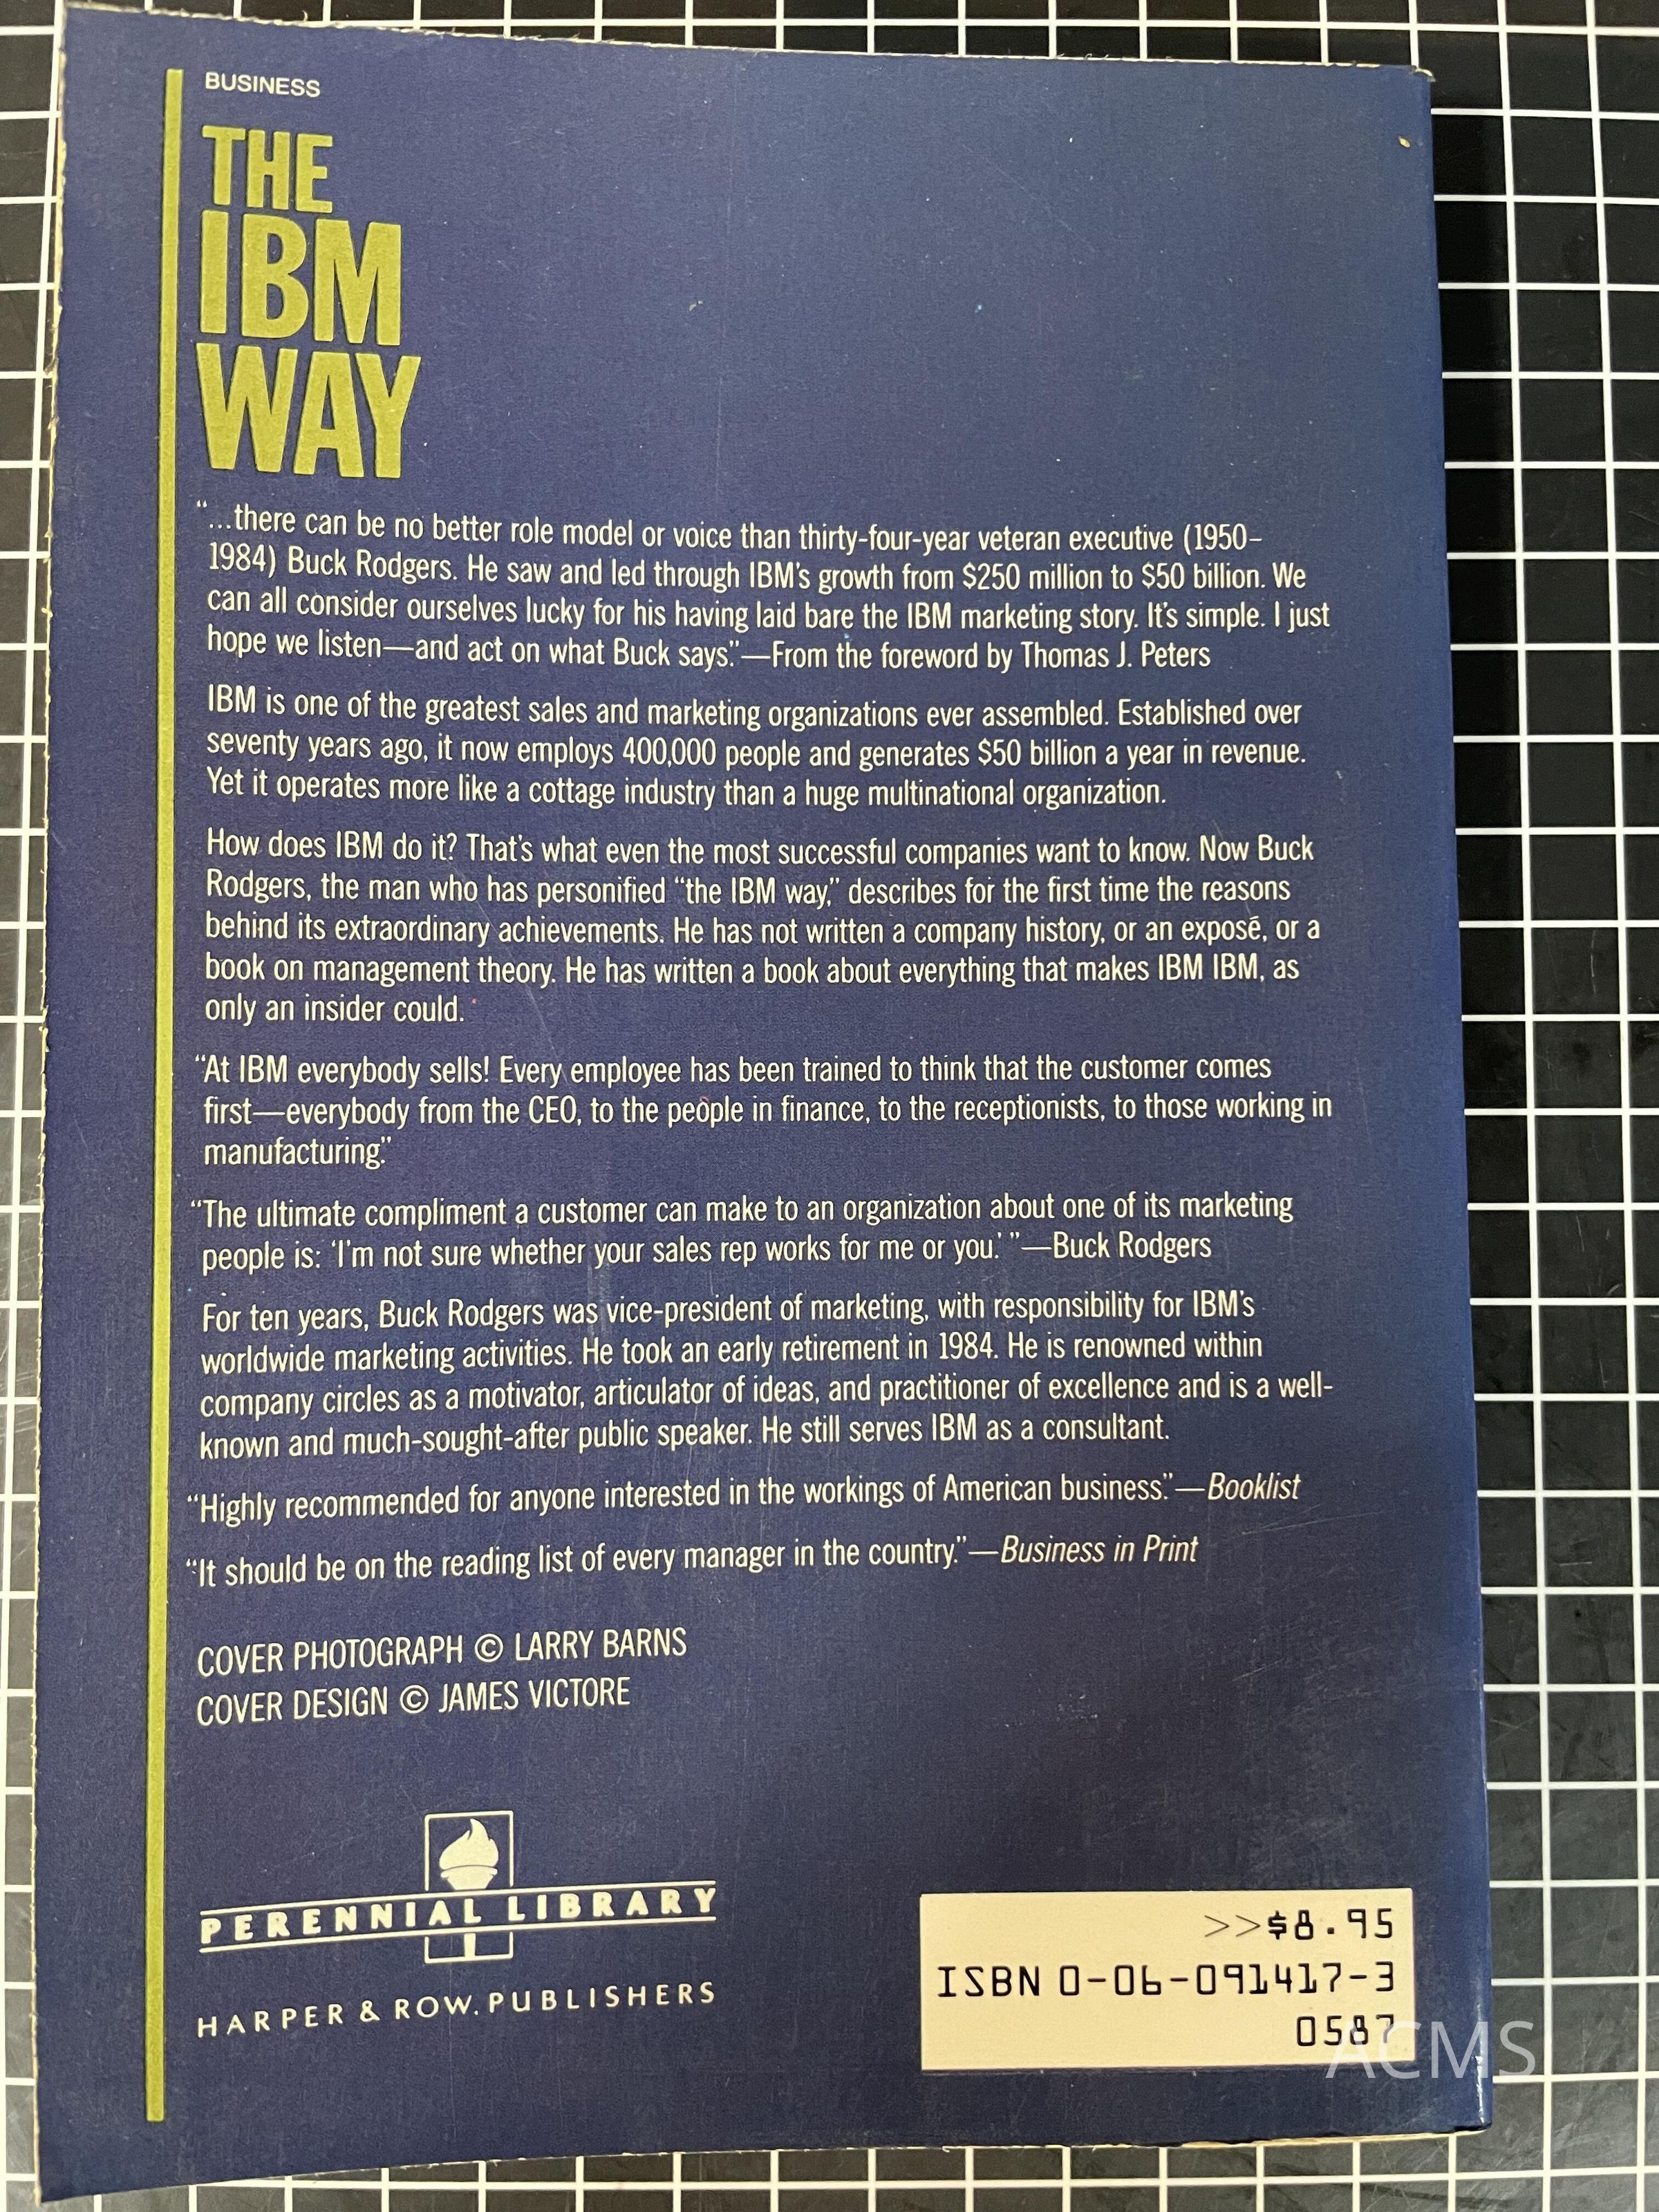 BUSINESS
THE
IBM
WAY
“...there can be no better role model or voice than thirty-four-year veteran executive (1950–
1984) Buck Rodgers. He saw and led through IBM’s growth from $250 million to $50 billion. We
can all consider ourselves lucky for his having laid bare the IBM marketing story. It’s simple. I just
hope we listen—and act on what Buck says.”—From the foreword by Thomas J. Peters
IBM is one of the greatest sales and marketing organizations ever assembled. Established over
seventy years ago, it now employs 400,000 people and generates $50 billion a year in revenue.
Yet it operates more like a cottage industry than a huge multinational organization.
How does IBM do it? That’s what even the most successful companies want to know. Now Buck
Rodgers, the man who has personified “the IBM way,” describes for the first time the reasons
behind its extraordinary achievements. He has not written a company history, or an exposé, or a
book on management theory. He has written a book about everything that makes IBM IBM, as
only an insider could.
“At IBM everybody sells! Every employee has been trained to think that the customer comes
first—everybody from the CEO, to the people in finance, to the receptionists, to those working in
manufacturing.”
“The ultimate compliment a customer can make to an organization about one of its marketing
people is: ‘I’m not sure whether your sales rep works for me or you.’ ”—Buck Rodgers
For ten years, Buck Rodgers was vice-president of marketing, with responsibility for IBM’s
worldwide marketing activities. He took an early retirement in 1984. He is renowned within
company circles as a motivator, articulator of ideas, and practitioner of excellence and is a well-
known and much-sought-after public speaker. He still serves IBM as a consultant.
“Highly recommended for anyone interested in the workings of American business.”—Booklist
“It should be on the reading list of every manager in the country.”—Business in Print
COVER PHOTOGRAPH © LARRY BARNS
COVER DESIGN © JAMES VICTORE
PERENNIAL LIBRARY
HARPER & ROW, PUBLISHERS
>>$8.95
ISBN 0-06-091417-3
0587
ACMS